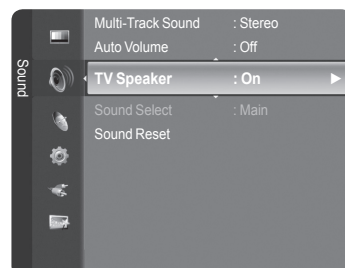 Sound
Multi-Track Sound : Stereo
Auto Volume : Off
TV Speaker : On
Sound Select : Main
Sound Reset